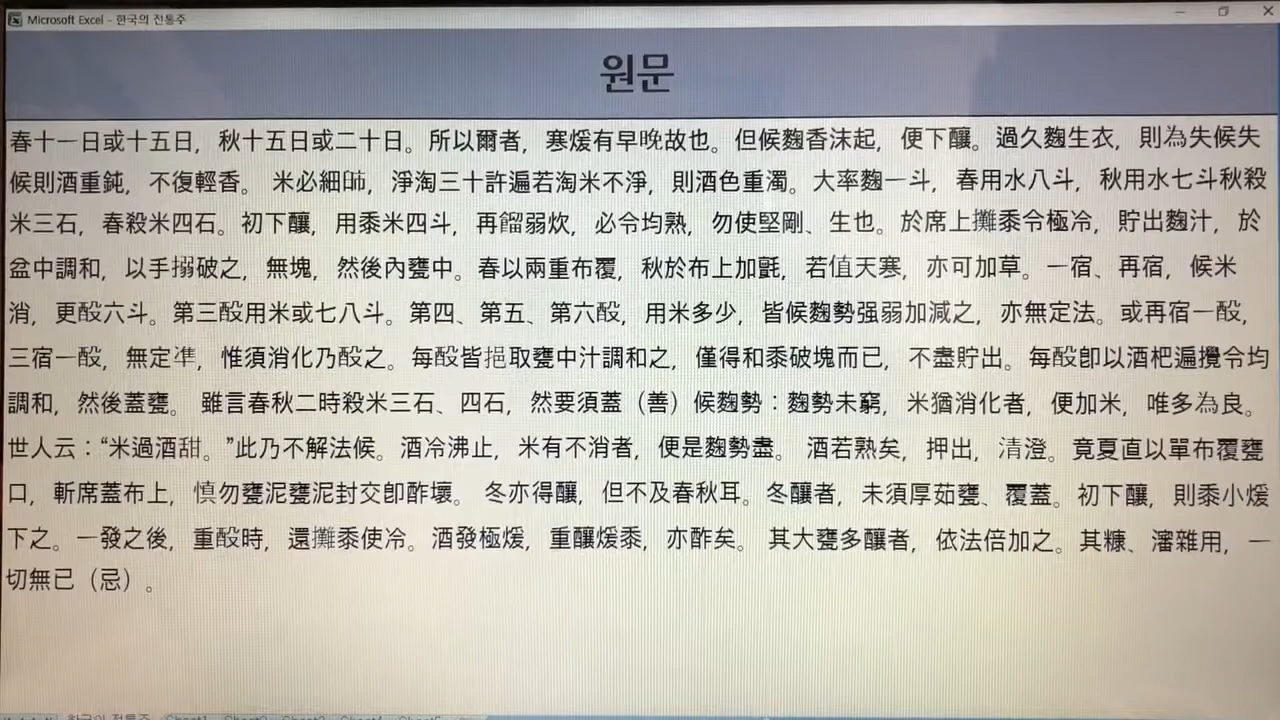 Microsoft Excel - 한국의 전통주
원문
春十一日或十五日，秋十五日或二十日。所以爾者，寒煖有早晚故也。但候麴香沫起，便下釀。過久麴生衣，則為失候失
候則酒重鈍，不復輕香。 米必細㫶，淨淘三十許遍若淘米不淨，則酒色重濁。大率麴一斗，春用水八斗，秋用水七斗秋殺
米三石，春殺米四石。初下釀，用黍米四斗，再餾弱炊，必令均熟，勿使堅剛、生也。於席上攤黍令極冷，貯出麴汁，於
盆中調和，以手搦破之，無塊，然後內甕中。春以兩重布覆，秋於布上加氈，若值天寒，亦可加草。一宿、再宿，候米
消，更酘六斗。第三酘用米或七八斗。第四、第五、第六酘，用米多少，皆候麴勢强弱加減之，亦無定法。或再宿一酘，
三宿一酘，無定準，惟須消化乃酘之。每酘皆挹取甕中汁調和之，僅得和黍破塊而已，不盡貯出。每酘卽以酒杷遍攪令均
調和，然後蓋甕。 雖言春秋二時殺米三石、四石，然要須蓋（善）候麴勢：麴勢未窮，米猶消化者，便加米，唯多為良。
世人云：“米過酒甜。”此乃不解法候。酒冷沸止，米有不消者，便是麴勢盡。 酒若熟矣，押出，清澄。竟夏直以單布覆甕
口，斬席蓋布上，慎勿甕泥甕泥封交卽酢壞。 冬亦得釀，但不及春秋耳。冬釀者，未須厚茹甕、覆蓋。初下釀，則黍小煖
下之。一發之後，重酘時，還攤黍使冷。酒發極煖，重釀煖黍，亦酢矣。 其大甕多釀者，依法倍加之。其糠、瀋雜用，一
切無已（忌）。